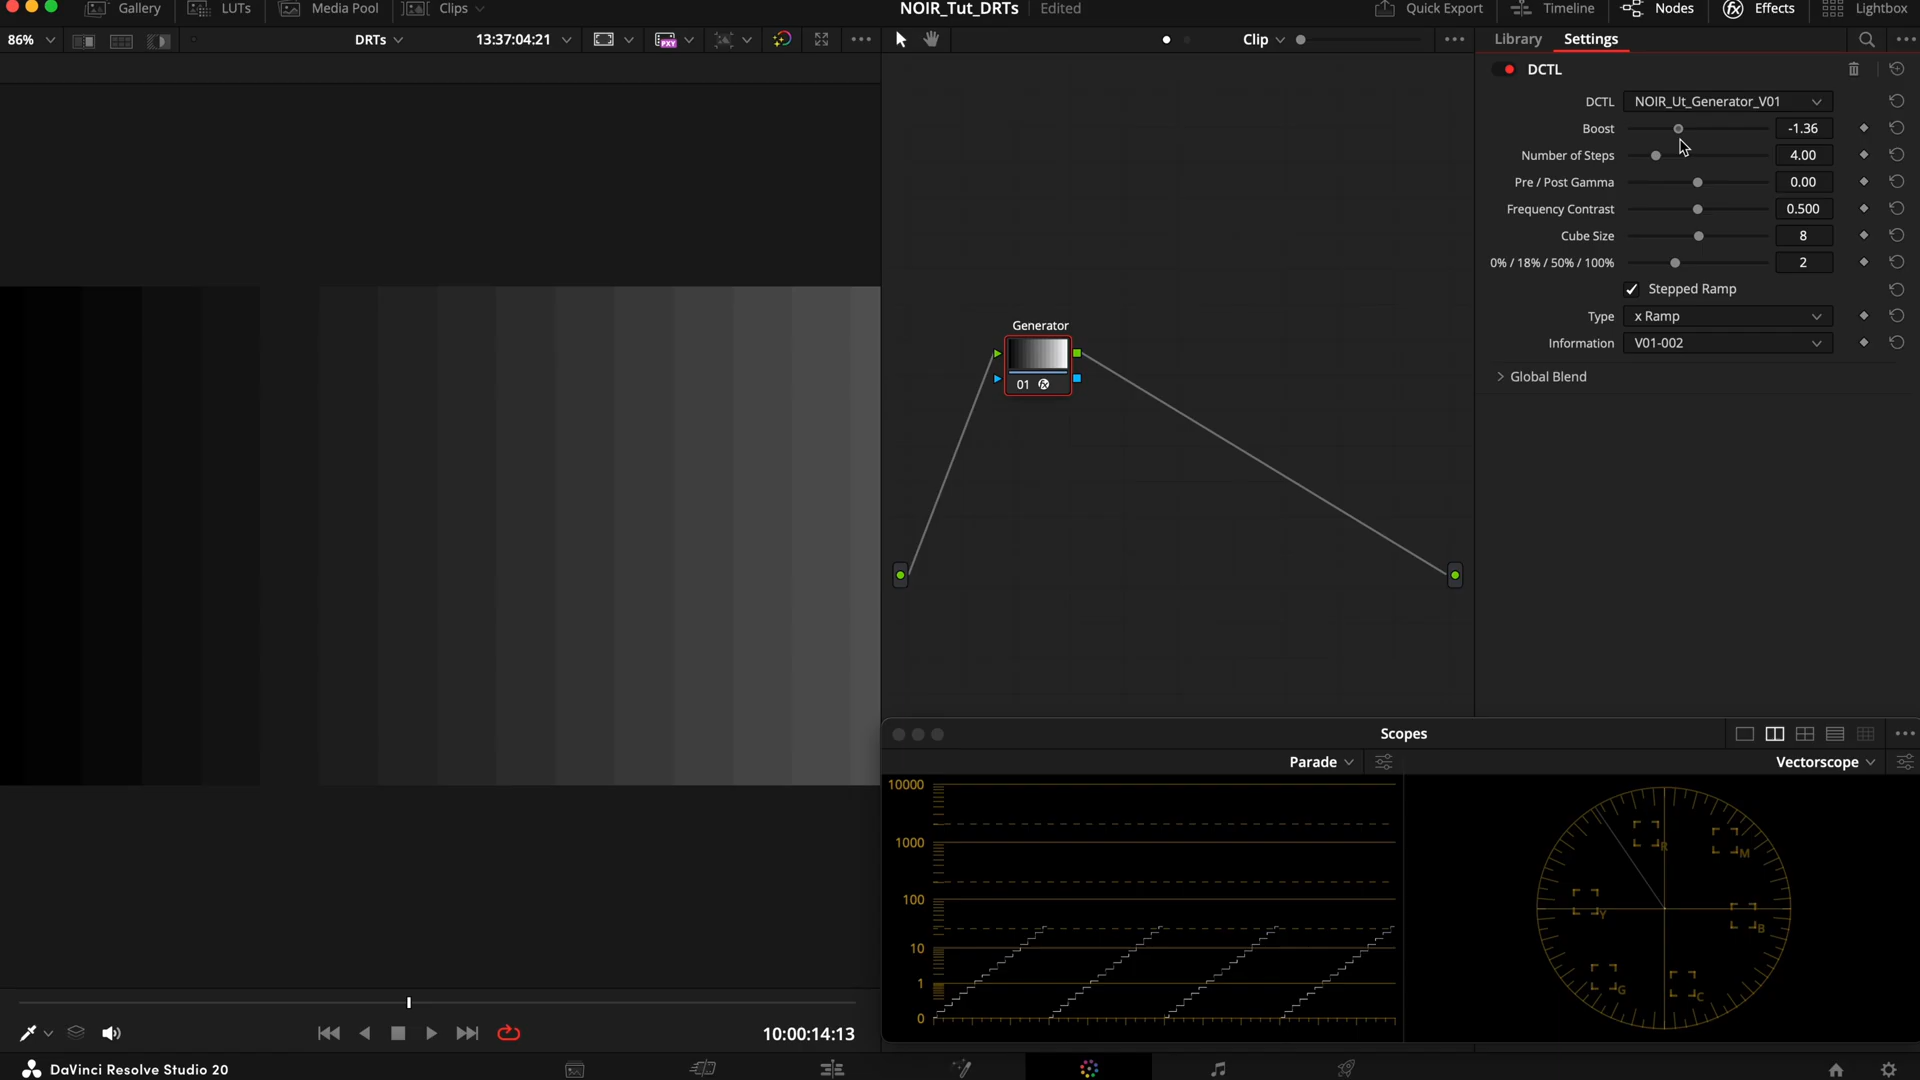 Gallery LUTs Media Pool Clips NOIR_Tut_DRTs Edited Quick Export Timeline Nodes Effects Lightbox
86% DRTs 13:37:04:21 PXY Clip Library Settings
DCTL
DCTL NOIR_Ut_Generator_V01
Boost -1.36
Number of Steps 4.00
Pre / Post Gamma 0.00
Frequency Contrast 0.500
Cube Size 8
0% / 18% / 50% / 100% 2
Stepped Ramp
Type x Ramp
Information V01-002
Global Blend
Generator
01 fx
Scopes
Parade Vectorscope
10000
1000
100
10
1
0
R
M
Y
B
G
C
10:00:14:13
DaVinci Resolve Studio 20